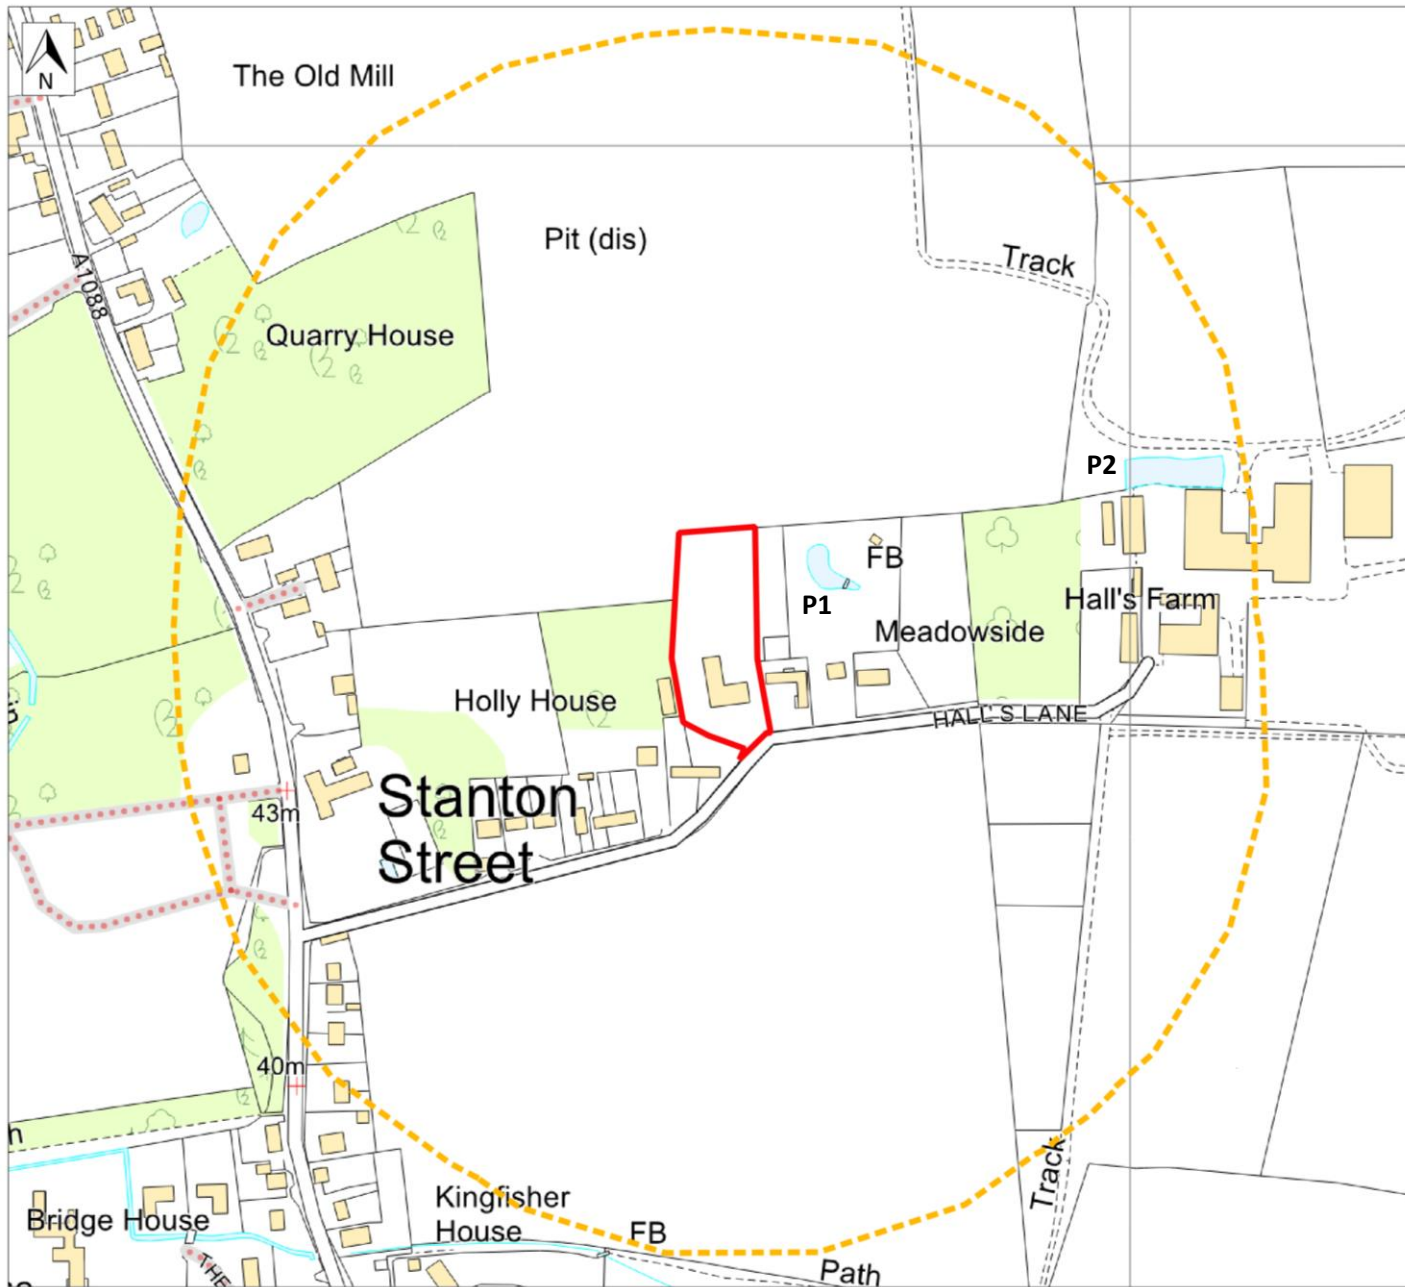 N
The Old Mill
Pit (dis)
Track
A1088
Quarry House
P2
FB
P1
Hall's Farm
Meadowside
Holly House
HALL'S LANE
Stanton
Street
43m
40m
Track
Kingfisher
House
Bridge House
FB
THE
Path